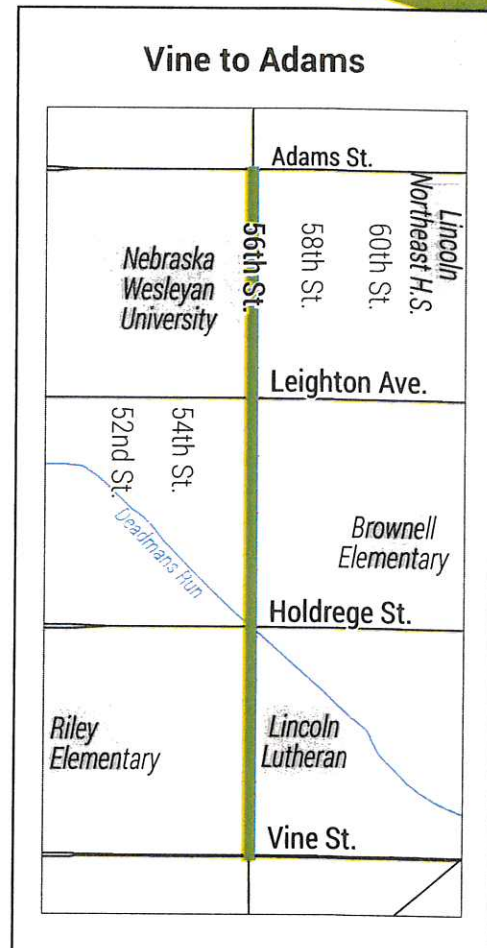 Vine to Adams
Adams St.
Lincoln
Northeast H.S.
60th St.
58th St.
56th St.
Nebraska
Wesleyan
University
Leighton Ave.
54th St.
52nd St.
Deadmans Run
Brownell
Elementary
Holdrege St.
Riley
Elementary
Lincoln
Lutheran
Vine St.